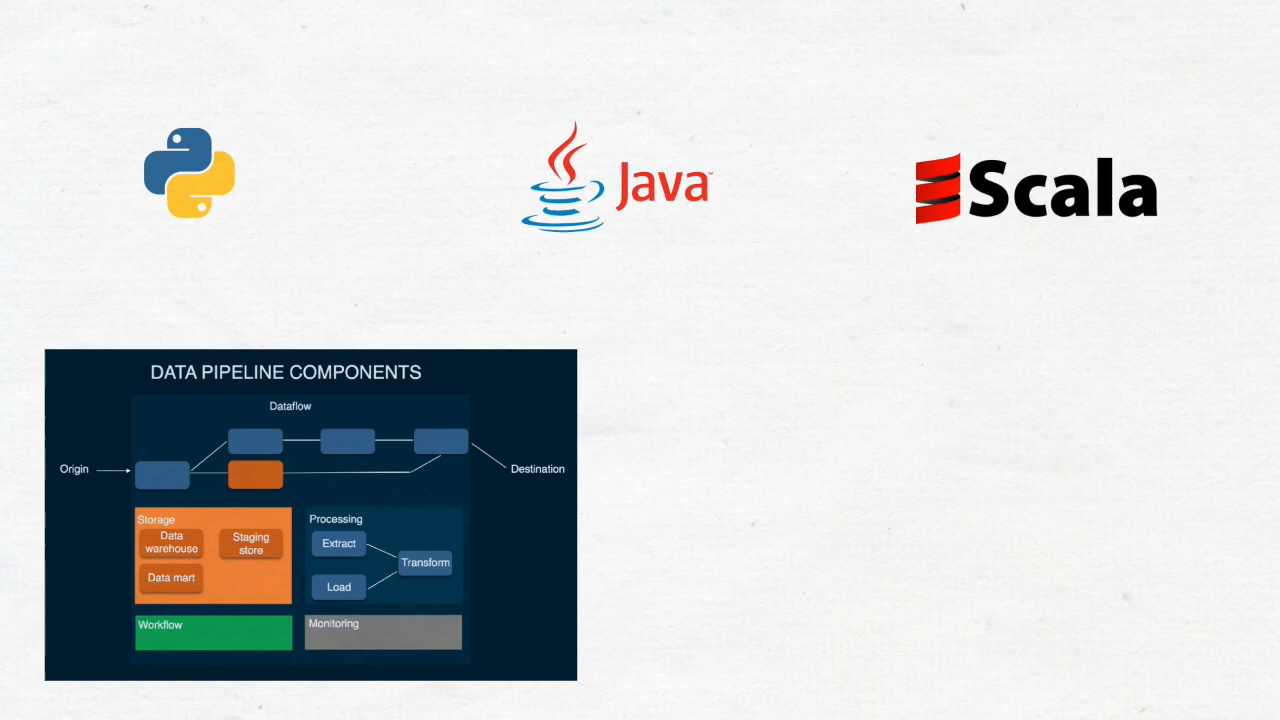 Java™
Scala
DATA PIPELINE COMPONENTS
Dataflow
Origin
Destination
Storage
Data
warehouse
Staging
store
Data mart
Processing
Extract
Transform
Load
Workflow
Monitoring